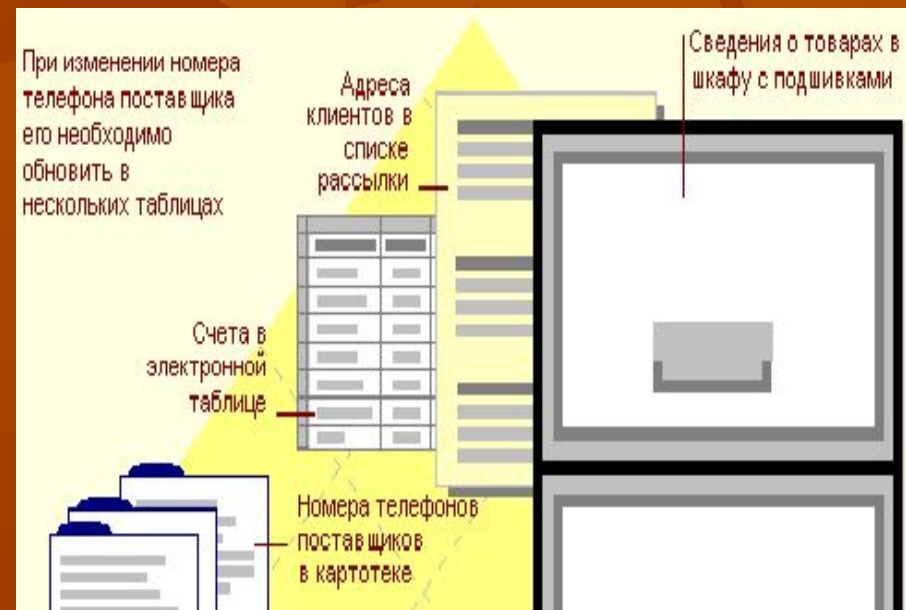 При изменении номера
телефона поставщика
его необходимо
обновить в
нескольких таблицах
Адреса
клиентов в
списке
рассылки
Сведения о товарах в
шкафу с подшивками
Счета в
электронной
таблице
Номера телефонов
поставщиков
в картотеке